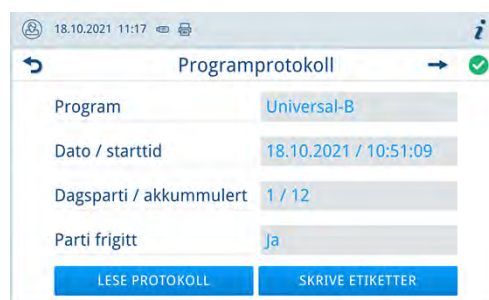 18.10.2021 11:17
Programprotokoll
Program Universal-B
Dato / starttid 18.10.2021 / 10:51:09
Dagsparti / akkummulert 1 / 12
Parti frigitt Ja
LESE PROTOKOLL SKRIVE ETIKETTER